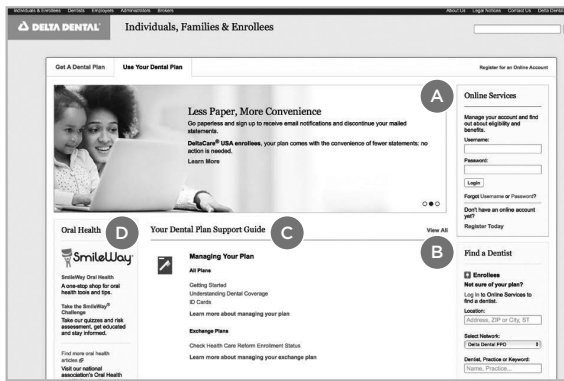 Individuals & Enrollees Dentists Employers Administrators Brokers
About Us Legal Notices Contact Us Delta Denta
DELTA DENTAL®
Individuals, Families & Enrollees
Get A Dental Plan
Use Your Dental Plan
Register for an Online Account
Less Paper, More Convenience
Go paperless and sign up to receive email notifications and discontinue your mailed
statements.
DeltaCare® USA enrollees, your plan comes with the convenience of fewer statements: no
action is needed.
Learn More
A
Online Services
Manage your account and find
out about eligibility and
benefits.
Username:
Password:
Login
Forgot Username or Password?
Don't have an online account
yet?
Register Today
Oral Health
D
SmileWay®
SmileWay Oral Health
A one-stop shop for oral
health tools and tips.
Take the SmileWay®
Challenge
Take our quizzes and risk
assessment, get educated
and stay informed.
Find more oral health
articles
Visit our national
association's Oral Health
Your Dental Plan Support Guide
C
View All
Managing Your Plan
All Plans
Getting Started
Understanding Dental Coverage
ID Cards
Learn more about managing your plan
Exchange Plans
Check Health Care Reform Enrollment Status
Learn more about managing your exchange plan
B
Find a Dentist
Enrollees
Not sure of your plan?
Log in to Online Services to
find a dentist.
Location:
Address, ZIP or City, ST
Select Network:
Delta Dental PPO
Dentist, Practice or Keyword:
Name, Practice...